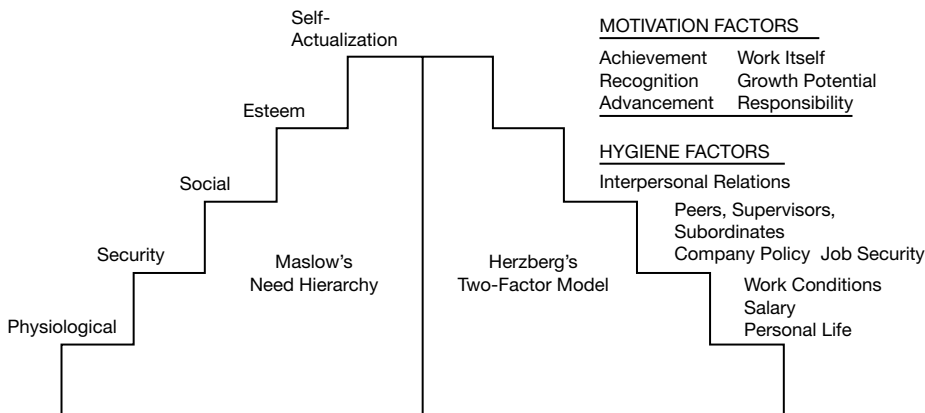 Self-
Actualization
Esteem
Social
Security
Physiological
Maslow's
Need Hierarchy
Herzberg's
Two-Factor Model
MOTIVATION FACTORS
Achievement Work Itself
Recognition Growth Potential
Advancement Responsibility
HYGIENE FACTORS
Interpersonal Relations
Peers, Supervisors,
Subordinates
Company Policy Job Security
Work Conditions
Salary
Personal Life